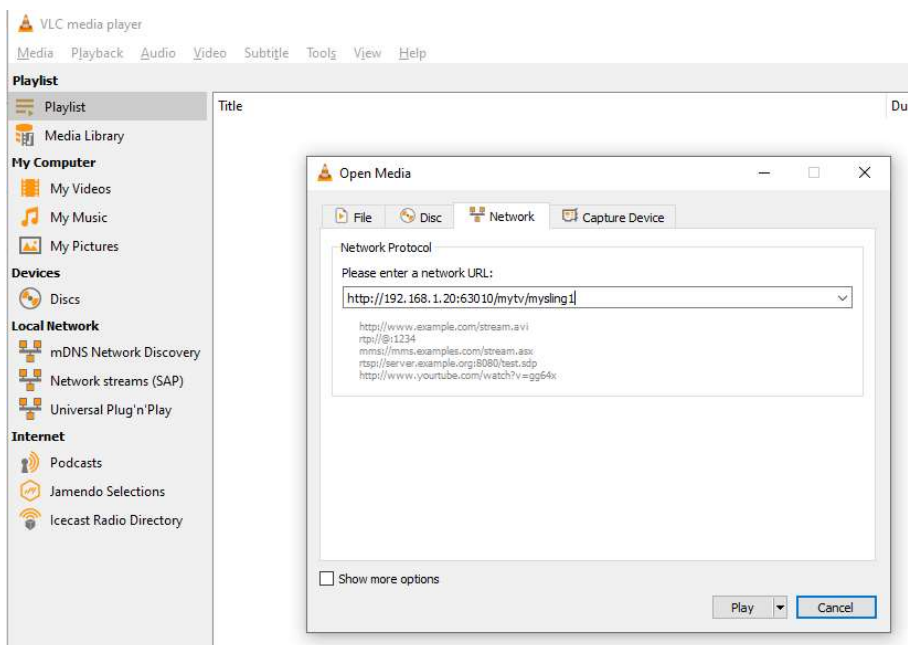 VLC media player
Media Playback Audio Video Subtitle Tools View Help
Playlist
Playlist
Media Library
My Computer
My Videos
My Music
My Pictures
Devices
Discs
Local Network
mDNS Network Discovery
Network streams (SAP)
Universal Plug'n'Play
Internet
Podcasts
Jamendo Selections
Icecast Radio Directory
Title Du
Open Media
File Disc Network Capture Device
Network Protocol
Please enter a network URL:
http://192.168.1.20:63010/mytv/mysling1
http://www.example.com/stream.avi
rtp://@:1234
mms://mms.examples.com/stream.asx
rtsp://server.example.org:8080/test.sdp
http://www.yourtube.com/watch?v=gg64x
Show more options
Play Cancel